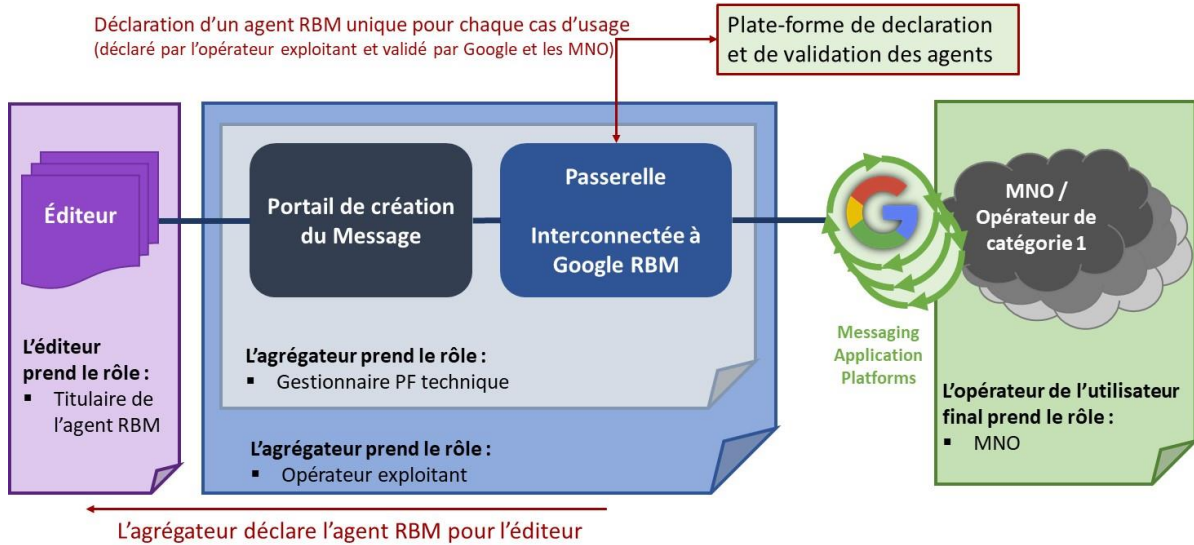 Déclaration d'un agent RBM unique pour chaque cas d'usage
(déclaré par l'opérateur exploitant et validé par Google et les MNO)
Plate-forme de declaration
et de validation des agents
Éditeur
Portail de création
du Message
Passerelle
Interconnectée à
Google RBM
MNO /
Opérateur de
catégorie 1
L'éditeur
prend le rôle :
▪ Titulaire de
l'agent RBM
L'agrégateur prend le rôle :
▪ Gestionnaire PF technique
L'agrégateur prend le rôle :
▪ Opérateur exploitant
Messaging
Application
Platforms
L'opérateur de l'utilisateur
final prend le rôle :
▪ MNO
L'agrégateur déclare l'agent RBM pour l'éditeur